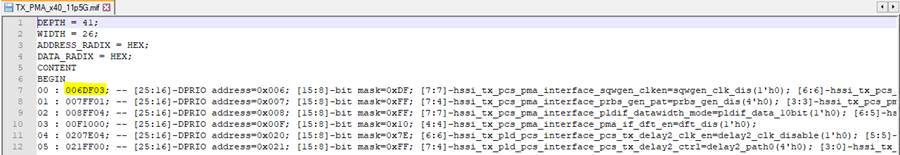 TX_PMA_x40_11p5G.mif
1 DEPTH = 41;
2 WIDTH = 26;
3 ADDRESS_RADIX = HEX;
4 DATA_RADIX = HEX;
5 CONTENT
6 BEGIN
7 00 : 006DF03; -- [25:16]-DPRIO address=0x006; [15:8]-bit mask=0xDF; [7:7]-hssi_tx_pcs_pma_interface_sqwgen_clken=sqwgen_clk_dis(1'h0); [6:6]-hssi_tx_pcs_
8 01 : 007FF01; -- [25:16]-DPRIO address=0x007; [15:8]-bit mask=0xFF; [7:4]-hssi_tx_pcs_pma_interface_prbs_gen_pat=prbs_gen_dis(4'h0); [3:3]-hssi_tx_pcs_p
9 02 : 008FF04; -- [25:16]-DPRIO address=0x008; [15:8]-bit mask=0xFF; [7:7]-hssi_tx_pcs_pma_interface_pldif_datawidth_mode=pldif_data_10bit(1'h0); [6:5]-h
10 03 : 00F1000; -- [25:16]-DPRIO address=0x00F; [15:8]-bit mask=0x10; [4:4]-hssi_tx_pcs_pma_interface_pma_if_dft_en=dft_dis(1'h0);
11 04 : 0207E04; -- [25:16]-DPRIO address=0x020; [15:8]-bit mask=0x7E; [6:6]-hssi_tx_pld_pcs_interface_pcs_tx_delay2_clk_en=delay2_clk_disable(1'h0); [5:5]-
12 05 : 021FF00; -- [25:16]-DPRIO address=0x021; [15:8]-bit mask=0xFF; [7:4]-hssi_tx_pld_pcs_interface_pcs_tx_delay2_ctrl=delay2_path0(4'h0); [3:0]-hssi_tx